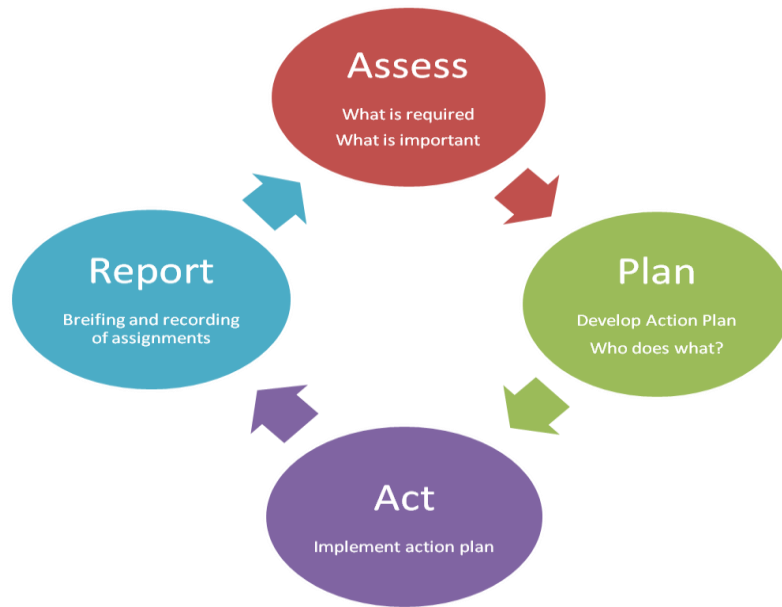 Assess
What is required
What is important
Plan
Develop Action Plan
Who does what?
Act
Implement action plan
Report
Breifing and recording
of assignments